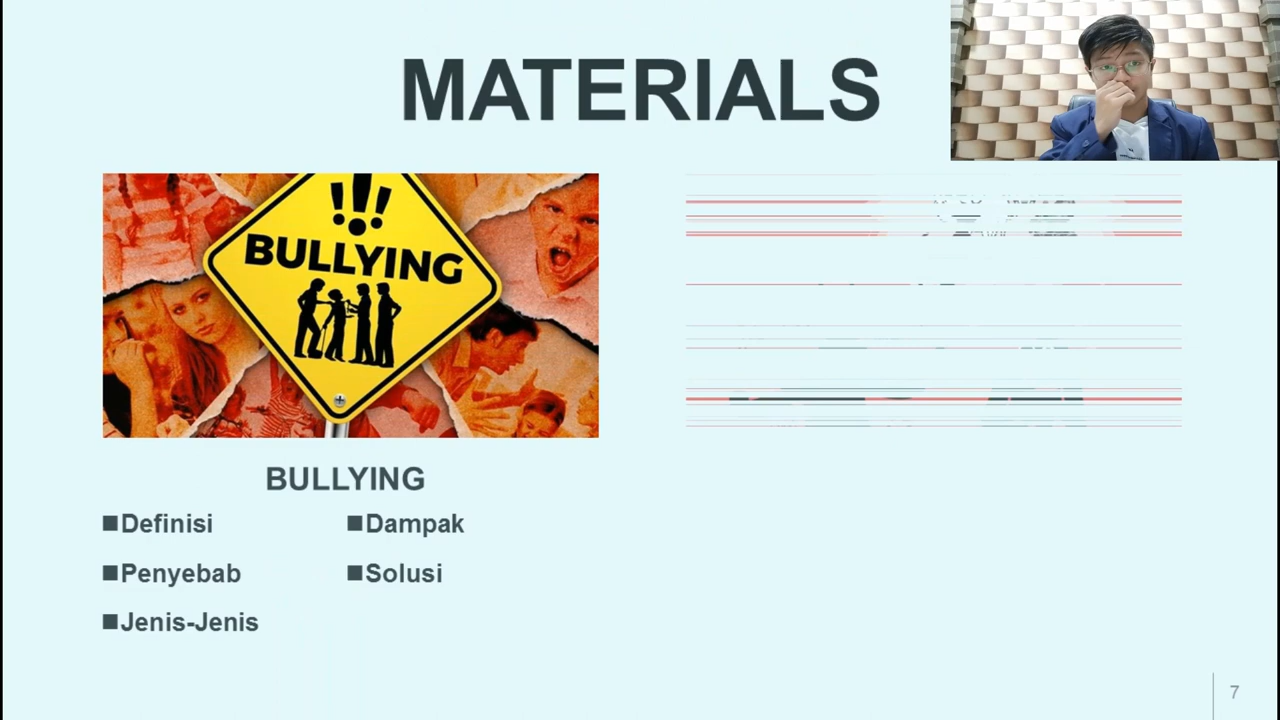 MATERIALS
!!!
BULLYING
BULLYING
■Definisi
■Dampak
■Penyebab
■Solusi
■Jenis-Jenis
7